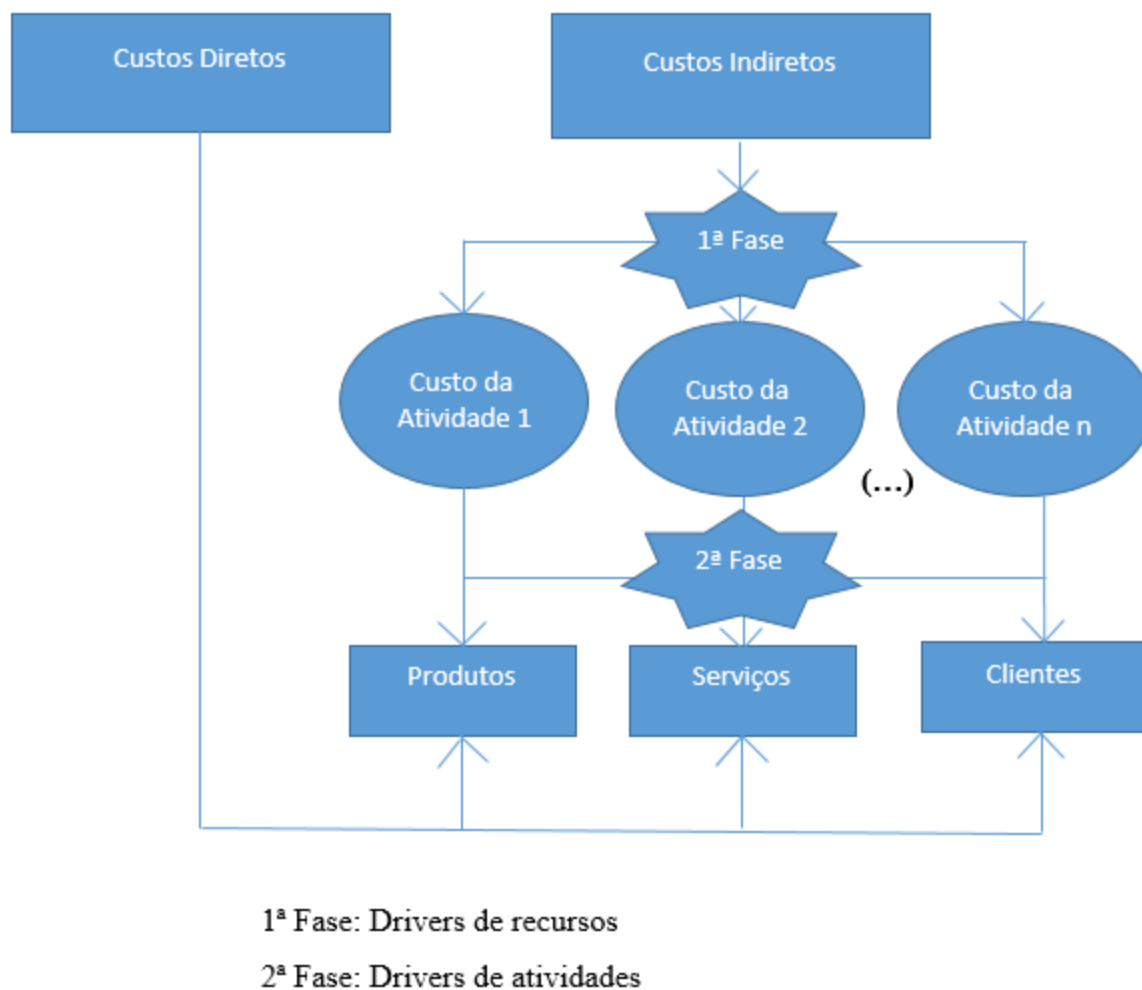 Custos Diretos
Custos Indiretos
1ª Fase
Custo da
Atividade 1
Custo da
Atividade 2
Custo da
Atividade n
(...)
2ª Fase
Produtos
Serviços
Clientes
1ª Fase: Drivers de recursos
2ª Fase: Drivers de atividades